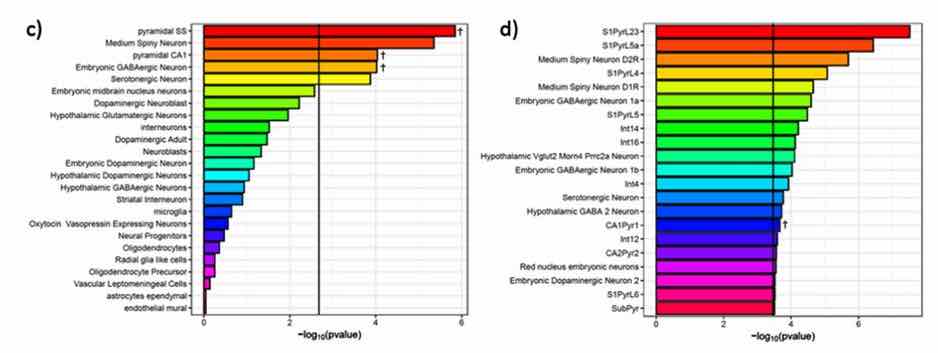 c)
pyramidal SS
†
Medium Spiny Neuron
pyramidal CA1
†
Embryonic GABAergic Neuron
†
Serotonergic Neuron
Embryonic midbrain nucleus neurons
Dopaminergic Neuroblast
Hypothalamic Glutamatergic Neurons
interneurons
Dopaminergic Adult
Neuroblasts
Embryonic Dopaminergic Neuron
Hypothalamic Dopaminergic Neurons
Hypothalamic GABAergic Neurons
Striatal Interneuron
microglia
Oxytocin Vasopressin Expressing Neurons
Neural Progenitors
Oligodendrocytes
Radial glia like cells
Oligodendrocyte Precursor
Vascular Leptomeningeal Cells
astrocytes ependymal
endothelial mural
0 2 4 6
−log10(pvalue)
d)
S1PyrL23
S1PyrL5a
Medium Spiny Neuron D2R
S1PyrL4
Medium Spiny Neuron D1R
Embryonic GABAergic Neuron 1a
S1PyrL5
Int14
Int16
Hypothalamic Vglut2 Morn4 Prrc2a Neuron
Embryonic GABAergic Neuron 1b
Int4
Serotonergic Neuron
Hypothalamic GABA 2 Neuron
CA1Pyr1
†
Int12
CA2Pyr2
Red nucleus embryonic neurons
Embryonic Dopaminergic Neuron 2
S1PyrL6
SubPyr
0 2 4 6
−log10(pvalue)